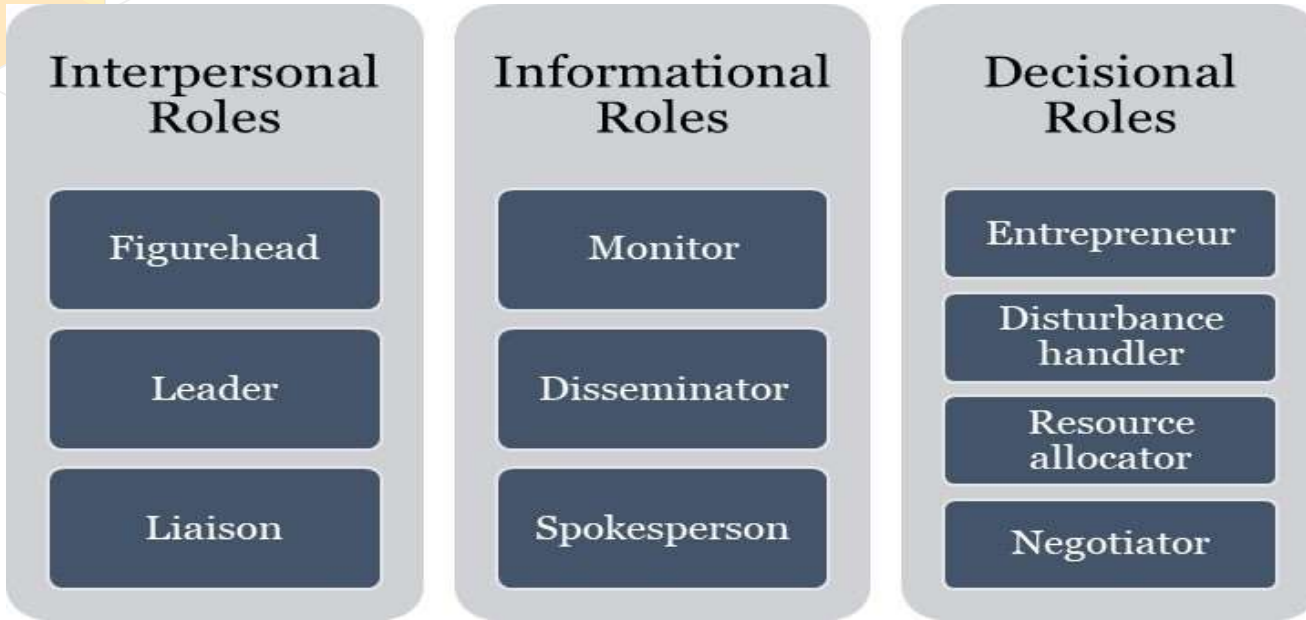 Interpersonal
Roles
Figurehead
Leader
Liaison
Informational
Roles
Monitor
Disseminator
Spokesperson
Decisional
Roles
Entrepreneur
Disturbance
handler
Resource
allocator
Negotiator